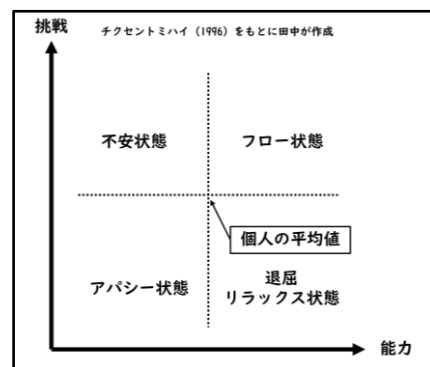 挑戦
チクセントミハイ（1996）をもとに田中が作成
不安状態
フロー状態
個人の平均値
アパシー状態
退屈
リラックス状態
能力